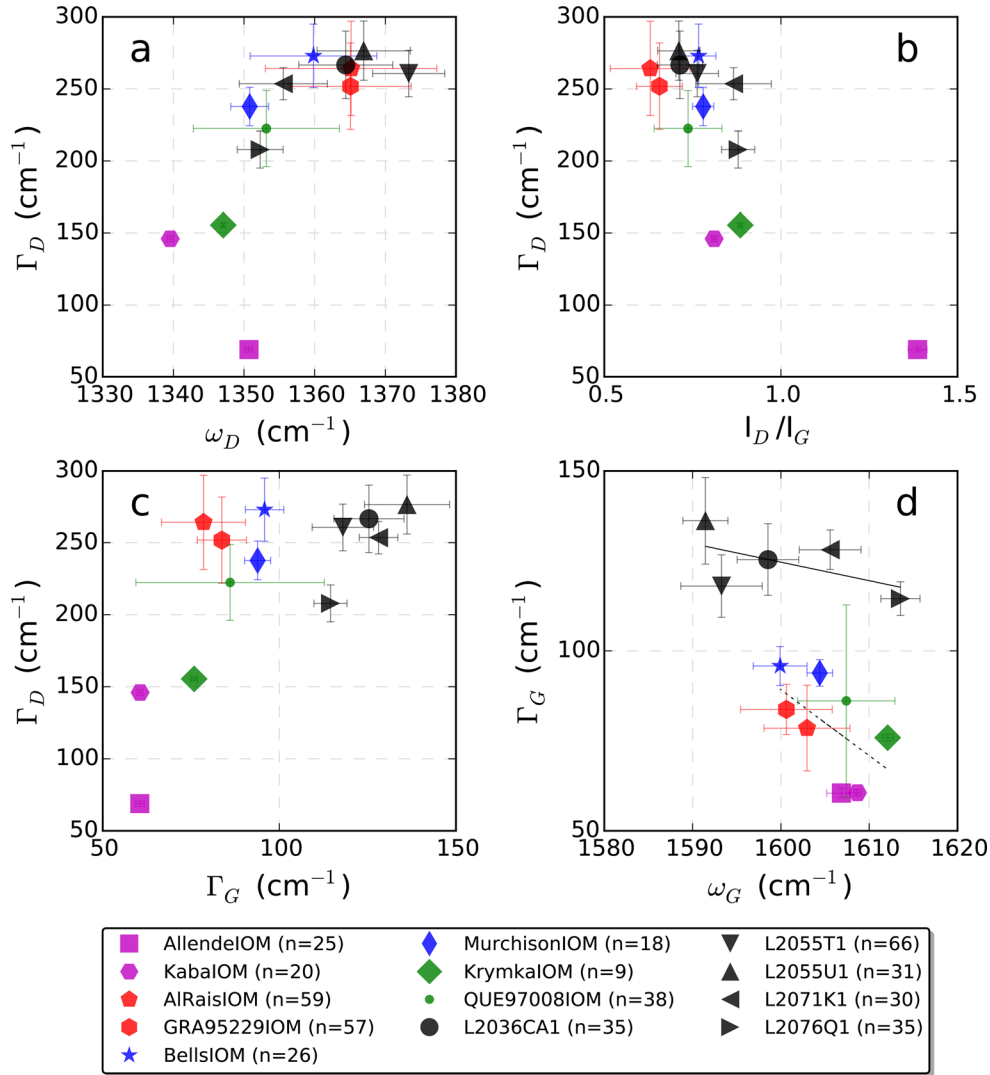 300
250
200
150
100
50
Γ_D (cm⁻¹)
a
1330 1340 1350 1360 1370 1380
ω_D (cm⁻¹)
300
250
200
150
100
50
Γ_D (cm⁻¹)
b
0.5 1.0 1.5
I_D/I_G
300
250
200
150
100
50
Γ_D (cm⁻¹)
c
50 100 150
Γ_G (cm⁻¹)
150
100
50
Γ_G (cm⁻¹)
d
1580 1590 1600 1610 1620
ω_G (cm⁻¹)
AllendeIOM (n=25)
KabaIOM (n=20)
AlRaisIOM (n=59)
GRA95229IOM (n=57)
BellsIOM (n=26)
MurchisonIOM (n=18)
KrymkaIOM (n=9)
QUE97008IOM (n=38)
L2036CA1 (n=35)
L2055T1 (n=66)
L2055U1 (n=31)
L2071K1 (n=30)
L2076Q1 (n=35)